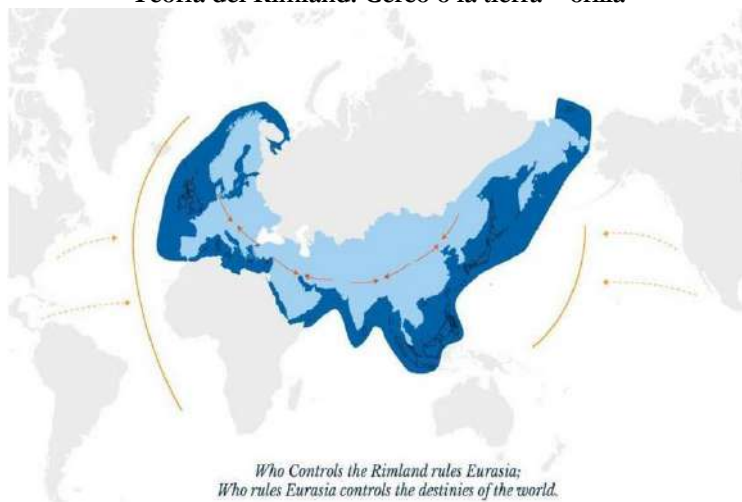 Teoría del Rimland: Cerco o la tierra – orilla
Who Controls the Rimland rules Eurasia;
Who rules Eurasia controls the destinies of the world.